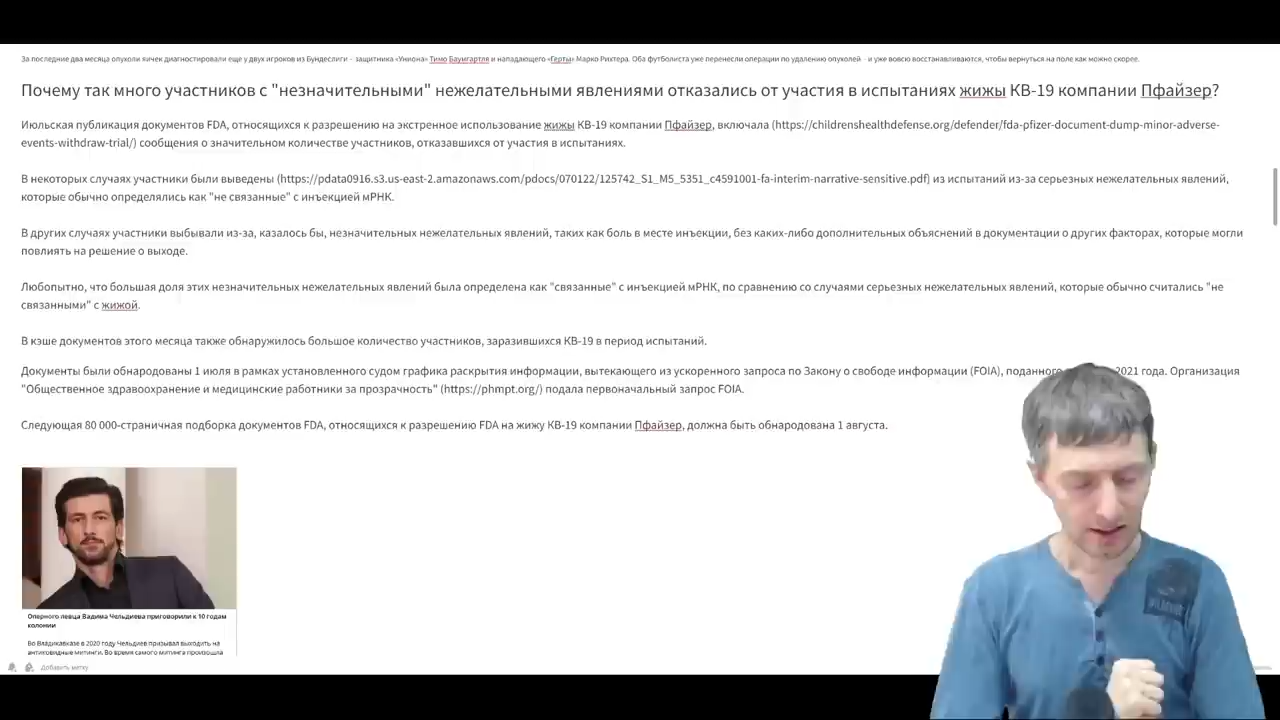 За последние два месяца опухоли яичек диагностировали еще у двух игроков из Бундеслиги - защитника «Униона» Тимо Баумгартля и нападающего «Герты» Марко Рихтера. Оба футболиста уже перенесли операции по удалению опухолей - и уже вовсю восстанавливаются, чтобы вернуться на поле как можно скорее.
Почему так много участников с "незначительными" нежелательными явлениями отказались от участия в испытаниях жижы КВ-19 компании Пфайзер?
Июльская публикация документов FDA, относящихся к разрешению на экстренное использование жижы КВ-19 компании Пфайзер, включала (https://childrenshealthdefense.org/defender/fda-pfizer-document-dump-minor-adverse-
events-withdraw-trial/) сообщения о значительном количестве участников, отказавшихся от участия в испытаниях.
В некоторых случаях участники были выведены (https://pdata0916.s3.us-east-2.amazonaws.com/pdocs/070122/125742_S1_M5_5351_c4591001-fa-interim-narrative-sensitive.pdf) из испытаний из-за серьезных нежелательных явлений,
которые обычно определялись как "не связанные" с инъекцией мРНК.
В других случаях участники выбывали из-за, казалось бы, незначительных нежелательных явлений, таких как боль в месте инъекции, без каких-либо дополнительных объяснений в документации о других факторах, которые могли
повлиять на решение о выходе.
Любопытно, что большая доля этих незначительных нежелательных явлений была определена как "связанные" с инъекцией мРНК, по сравнению со случаями серьезных нежелательных явлений, которые обычно считались "не
связанными" с жижой.
В кэше документов этого месяца также обнаружилось большое количество участников, заразившихся КВ-19 в период испытаний.
Документы были обнародованы 1 июля в рамках установленного судом графика раскрытия информации, вытекающего из ускоренного запроса по Закону о свободе информации (FOIA), поданного 2021 года. Организация
"Общественное здравоохранение и медицинские работники за прозрачность" (https://phmpt.org/) подала первоначальный запрос FOIA.
Следующая 80 000-страничная подборка документов FDA, относящихся к разрешению FDA на жижу КВ-19 компании Пфайзер, должна быть обнародована 1 августа.
Оперного певца Вадима Чельдиева приговорили к 10 годам
колонии
Во Владикавказе в 2020 году Чельдиев призывал выходить на
антиковидные митинги. Во время самого митинга произошла
Добавить метку